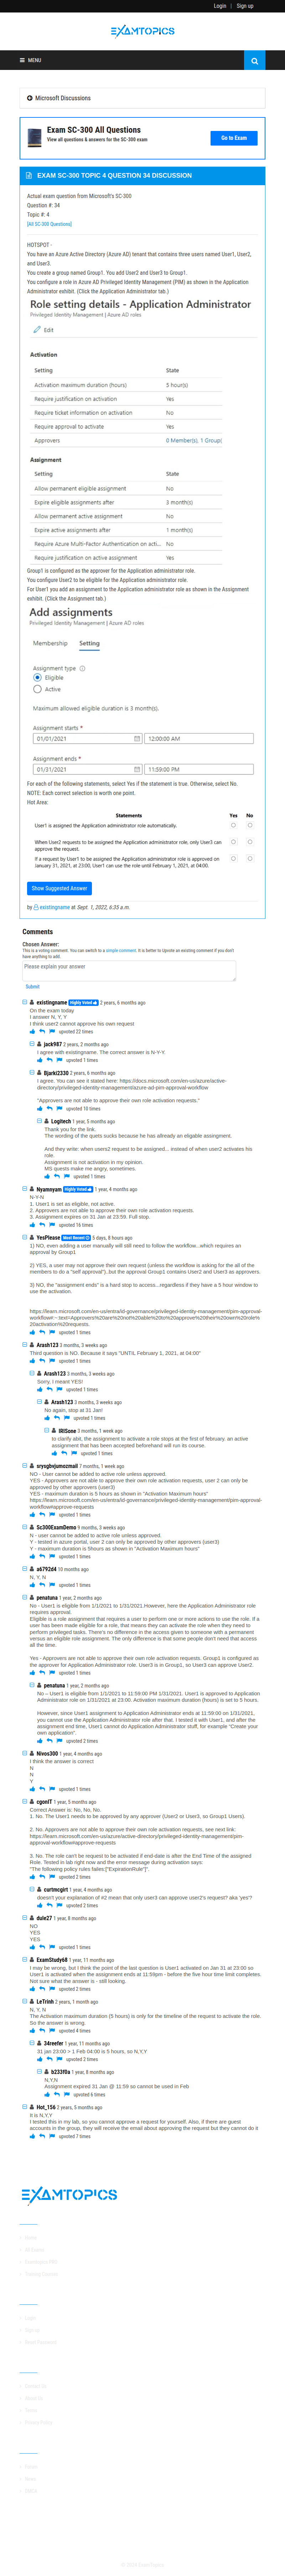 Login | Sign up
EXAMTOPICS
MENU
Microsoft Discussions
Exam SC-300 All Questions
View all questions & answers for the SC-300 exam
Go to Exam
EXAM SC-300 TOPIC 4 QUESTION 34 DISCUSSION
Actual exam question from Microsoft's SC-300
Question #: 34
Topic #: 4
[All SC-300 Questions]
HOTSPOT -
You have an Azure Active Directory (Azure AD) tenant that contains three users named User1, User2,
and User3.
You create a group named Group1. You add User2 and User3 to Group1.
You configure a role in Azure AD Privileged Identity Management (PIM) as shown in the Application
Administrator exhibit. (Click the Application Administrator tab.)
Role setting details - Application Administrator
Privileged Identity Management | Azure AD roles
Edit
Activation
Setting State
Activation maximum duration (hours) 5 hour(s)
Require justification on activation Yes
Require ticket information on activation No
Require approval to activate Yes
Approvers 0 Member(s), 1 Group(
Assignment
Setting State
Allow permanent eligible assignment No
Expire eligible assignments after 3 month(s)
Allow permanent active assignment No
Expire active assignments after 1 month(s)
Require Azure Multi-Factor Authentication on acti... No
Require justification on active assignment Yes
Group1 is configured as the approver for the Application administrator role.
You configure User2 to be eligible for the Application administrator role.
For User1 you add an assignment to the Application administrator role as shown in the Assignment
exhibit. (Click the Assignment tab.)
Add assignments
Privileged Identity Management | Azure AD roles
Membership Setting
Assignment type
Eligible
Active
Maximum allowed eligible duration is 3 month(s).
Assignment starts *
01/01/2021 12:00:00 AM
Assignment ends *
01/31/2021 11:59:00 PM
For each of the following statements, select Yes if the statement is true. Otherwise, select No.
NOTE: Each correct selection is worth one point.
Hot Area:
Statements Yes No
User1 is assigned the Application administrator role automatically.
When User2 requests to be assigned the Application administrator role, only User3 can
approve the request.
If a request by User1 to be assigned the Application administrator role is approved on
January 31, 2021, at 23:00, User1 can use the role until February 1, 2021, at 04:00.
Show Suggested Answer
by existingname at Sept. 1, 2022, 6:35 a.m.
Comments
Chosen Answer:
This is a voting comment. You can switch to a simple comment. It is better to Upvote an existing comment if you don't
have anything to add.
Please explain your answer
Submit
existingname Highly Voted 2 years, 6 months ago
On the exam today
I answer N, Y, Y
I think user2 cannot approve his own request
upvoted 22 times
jack987 2 years, 2 months ago
I agree with existingname. The correct answer is N-Y-Y.
upvoted 1 times
Bjarki2330 2 years, 6 months ago
I agree. You can see it stated here: https://docs.microsoft.com/en-us/azure/active-
directory/privileged-identity-management/azure-ad-pim-approval-workflow
"Approvers are not able to approve their own role activation requests."
upvoted 10 times
Logitech 1 year, 5 months ago
Thank you for the link.
The wording of the quets sucks because he has allready an eligible assingment.
And they write: when users2 request to be assigned... instead of when user2 activates his
role.
Assignment is not activation in my opinion.
MS quests make me angry, sometimes.
upvoted 1 times
Nyamnyam Highly Voted 1 year, 4 months ago
N-Y-N
1. User1 is set as eligible, not active.
2. Approvers are not able to approve their own role activation requests.
3. Assignment expires on 31 Jan at 23:59. Full stop.
upvoted 16 times
YesPlease Most Recent 5 days, 8 hours ago
1) NO, even adding a user manually will still need to follow the workflow...which requires an
approval by Group1
2) YES, a user may not approve their own elevation request (unless the workflow is asking for the all of the
members to do a "self approval"), but the approval Group1 contains User2 and User3 as approvers.
3) NO, the "assignment ends" is a hard stop to access...regardless if they have a 5 hour window to
use the activation.
https://learn.microsoft.com/en-us/entra/id-governance/privileged-identity-management/pim-approval-
workflow#:~:text=Approvers%20are%20not%20able%20to%20approve%20their%20own%20role%
20activation%20requests.
upvoted 1 times
Arash123 3 months, 3 weeks ago
Third question is NO. Because it says "UNTIL February 1, 2021, at 04:00"
upvoted 1 times
Arash123 3 months, 3 weeks ago
Sorry, I meant YES!
upvoted 1 times
Arash123 3 months, 3 weeks ago
No again, stop at 31 Jan!
upvoted 1 times
IRISone 3 months, 1 week ago
to clarify abit, the assignment to activate a role stops at the first of february. an active
assignment that has been activated beforehand will run its course
upvoted 1 times
srysgbvjumozmail 7 months, 1 week ago
NO - User cannot be added to active role unless approved.
YES - Approvers are not able to approve their own role activation requests, user 2 can only be
approved by other approvers (user3)
YES - maximum duration is 5 hours as shown in "Activation Maximum hours"
https://learn.microsoft.com/en-us/entra/id-governance/privileged-identity-management/pim-approval-
workflow#approve-requests
upvoted 1 times
Sc300ExamDemo 9 months, 3 weeks ago
N - user cannot be added to active role unless approved.
Y - tested in azure portal, user 2 can only be approved by other approvers (user3)
Y - maximum duration is 5hours as shown in "Activation Maximum hours"
upvoted 1 times
a6792d4 10 months ago
N, Y, N
upvoted 1 times
penatuna 1 year, 2 months ago
No - User1 is eligible from 1/1/2021 to 1/31/2021.However, here the Application Administrator role
requires approval.
Eligible is a role assignment that requires a user to perform one or more actions to use the role. If a
user has been made eligible for a role, that means they can activate the role when they need to
perform privileged tasks. There's no difference in the access given to someone with a permanent
versus an eligible role assignment. The only difference is that some people don't need that access
all the time.
Yes - Approvers are not able to approve their own role activation requests. Group1 is configured as
the approver for the Application Administrator role. User3 is in Group1, so User3 can approve User2.
upvoted 1 times
penatuna 1 year, 2 months ago
No – User1 is eligible from 1/1/2021 to 11:59:00 PM 1/31/2021. User1 is approved an Application
Administrator role on 1/31/2021 at 23:00. Activation maximum duration (hours) is set to 5 hours.
However, since User1 assignment to Application Administrator ends at 11:59:00 on 1/31/2021,
you cannot use the Application Administrator role after that. I tested it with User1, and after the
assignment end time, User1 cannot do Application Administrator stuff, for example "Create your
own application".
upvoted 2 times
Nivos300 1 year, 4 months ago
I think the answer is correct
N
N
Y
upvoted 1 times
cgonIT 1 year, 5 months ago
Correct Answer is: No, No, No.
1. No. The User1 needs to be approved by any approver (User2 or User3, so Group1 Users).
2. No. Approvers are not able to approve their own role activation requests, see next link:
https://learn.microsoft.com/en-us/azure/active-directory/privileged-identity-management/pim-
approval-workflow#approve-requests
3. No. The role can't be request to be activated if end-date is after the End Time of the assigned
Role. Tested in lab right now and the error message during activation says:
"The following policy rules failes:["ExpirationRule"]".
upvoted 2 times
curtmcgirt 1 year, 4 months ago
doesn't your explanation of #2 mean that only user3 can approve user2's request? aka 'yes'?
upvoted 3 times
dule27 1 year, 8 months ago
NO
YES
YES
upvoted 1 times
ExamStudy68 1 year, 11 months ago
I may be wrong, but I think the point of the last question is User1 activated on Jan 31 at 23:00 so
User1 is activated when the assignment ends at 11:59pm - before the five hour time limit completes.
Not sure what the answer is - still looking.
upvoted 2 times
LeTrinh 2 years, 1 month ago
N, Y, N
The Activation maximum duration (5 hours) is only for the timeline of the request to activate the role.
So the answer is wrong.
upvoted 4 times
34reefer 1 year, 11 months ago
31 jan 23:00 > 1 Feb 04:00 is 5 hours, so N,Y,Y
upvoted 2 times
b233f0a 1 year, 8 months ago
N,Y,N
Assignment expired 31 Jan @ 11:59 so cannot be used in Feb
upvoted 6 times
Hot_156 2 years, 5 months ago
It is N,Y,Y
I tested this in my lab, so you cannot approve a request for yourself. Also, if thee are guest
accounts in the group, they will receive the email about approving the request but they canny do it
upvoted 7 times
EXAMTOPICS